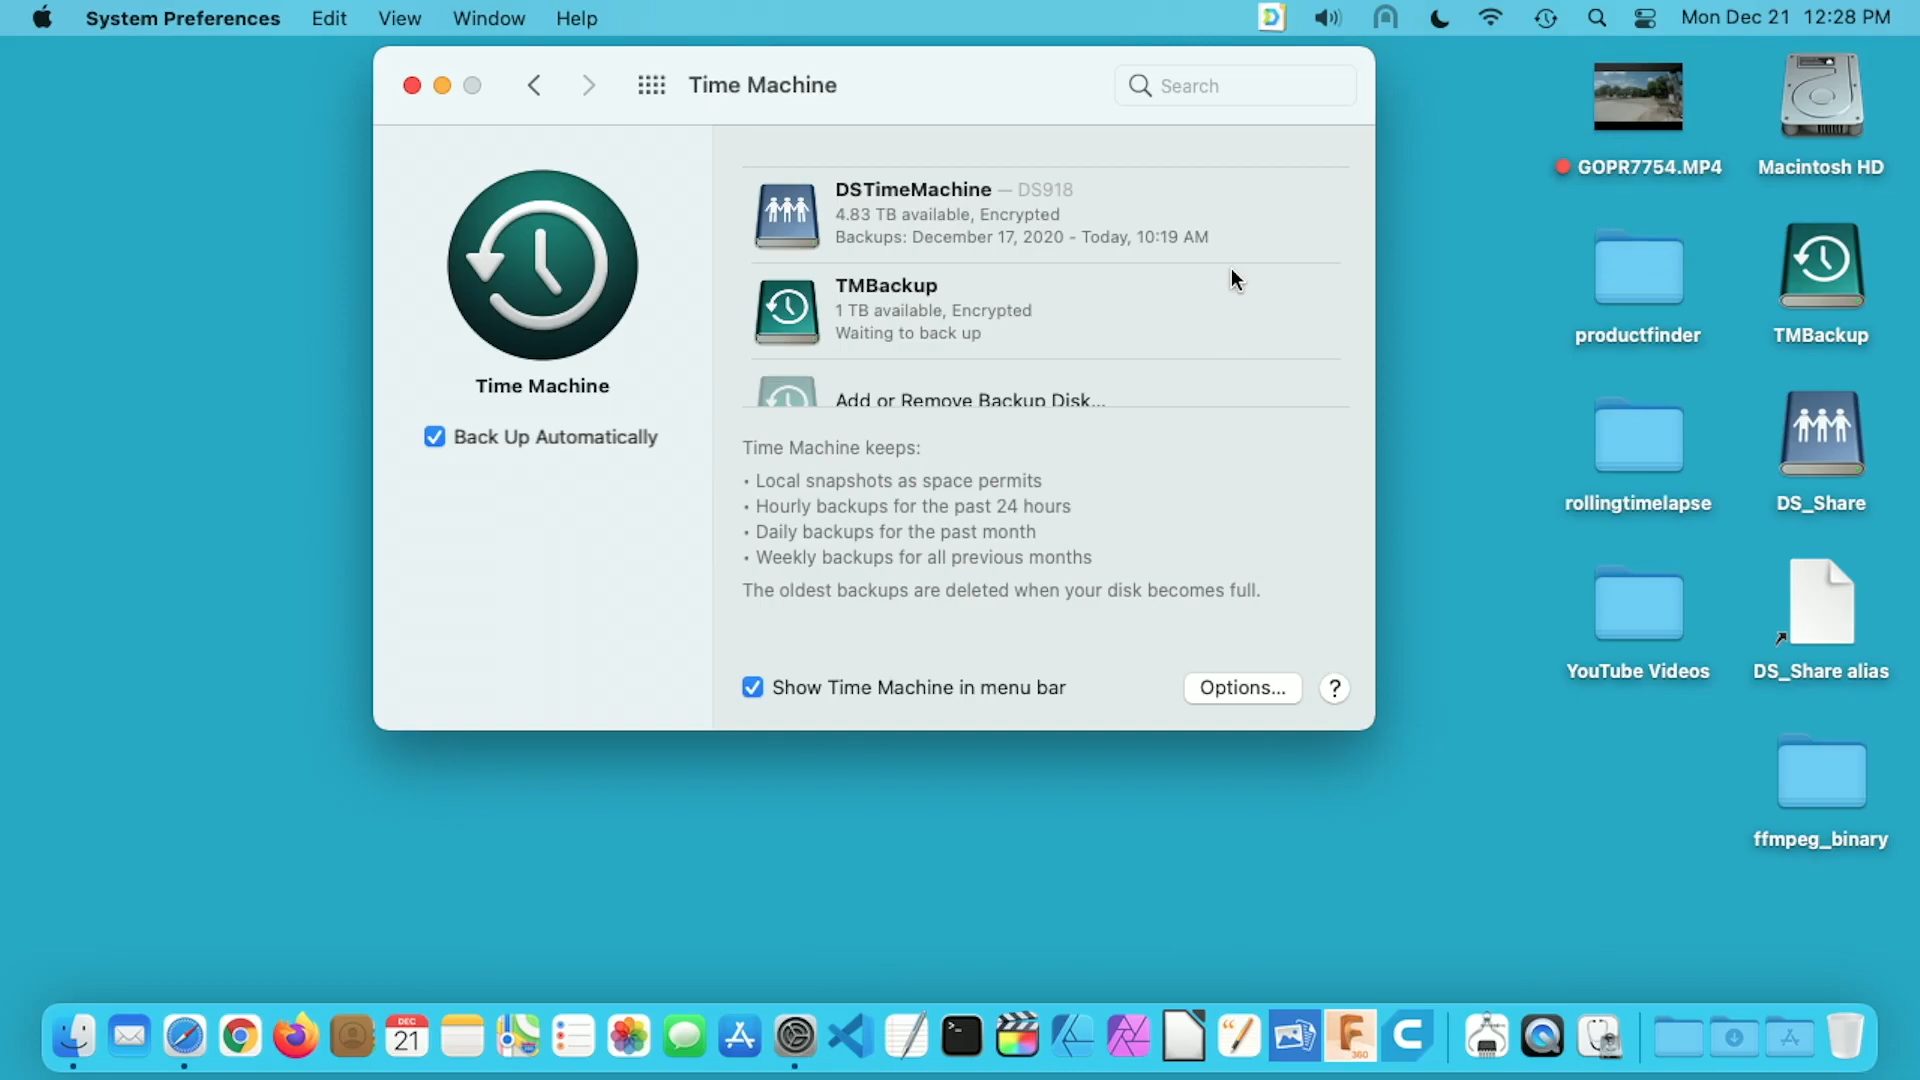 System Preferences Edit View Window Help
Mon Dec 21 12:28 PM
Time Machine
Search
Time Machine
Back Up Automatically
DSTimeMachine — DS918
4.83 TB available, Encrypted
Backups: December 17, 2020 - Today, 10:19 AM
TMBackup
1 TB available, Encrypted
Waiting to back up
Add or Remove Backup Disk...
Time Machine keeps:
• Local snapshots as space permits
• Hourly backups for the past 24 hours
• Daily backups for the past month
• Weekly backups for all previous months
The oldest backups are deleted when your disk becomes full.
Show Time Machine in menu bar
Options...
?
GOPR7754.MP4
Macintosh HD
productfinder
TMBackup
rollingtimelapse
DS_Share
YouTube Videos
DS_Share alias
ffmpeg_binary
DEC
21
360